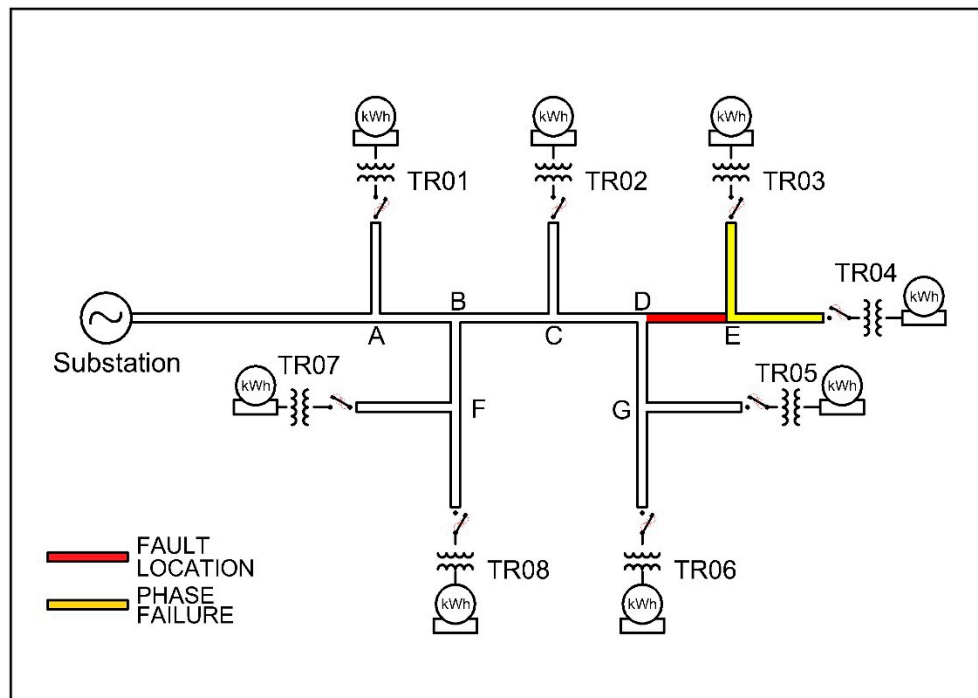 kWh
kWh
kWh
TR01
TR02
TR03
TR04
kWh
B
D
A
C
E
Substation
TR07
kWh
TR05
kWh
F
G
FAULT
LOCATION
PHASE
FAILURE
TR08
TR06
kWh
kWh